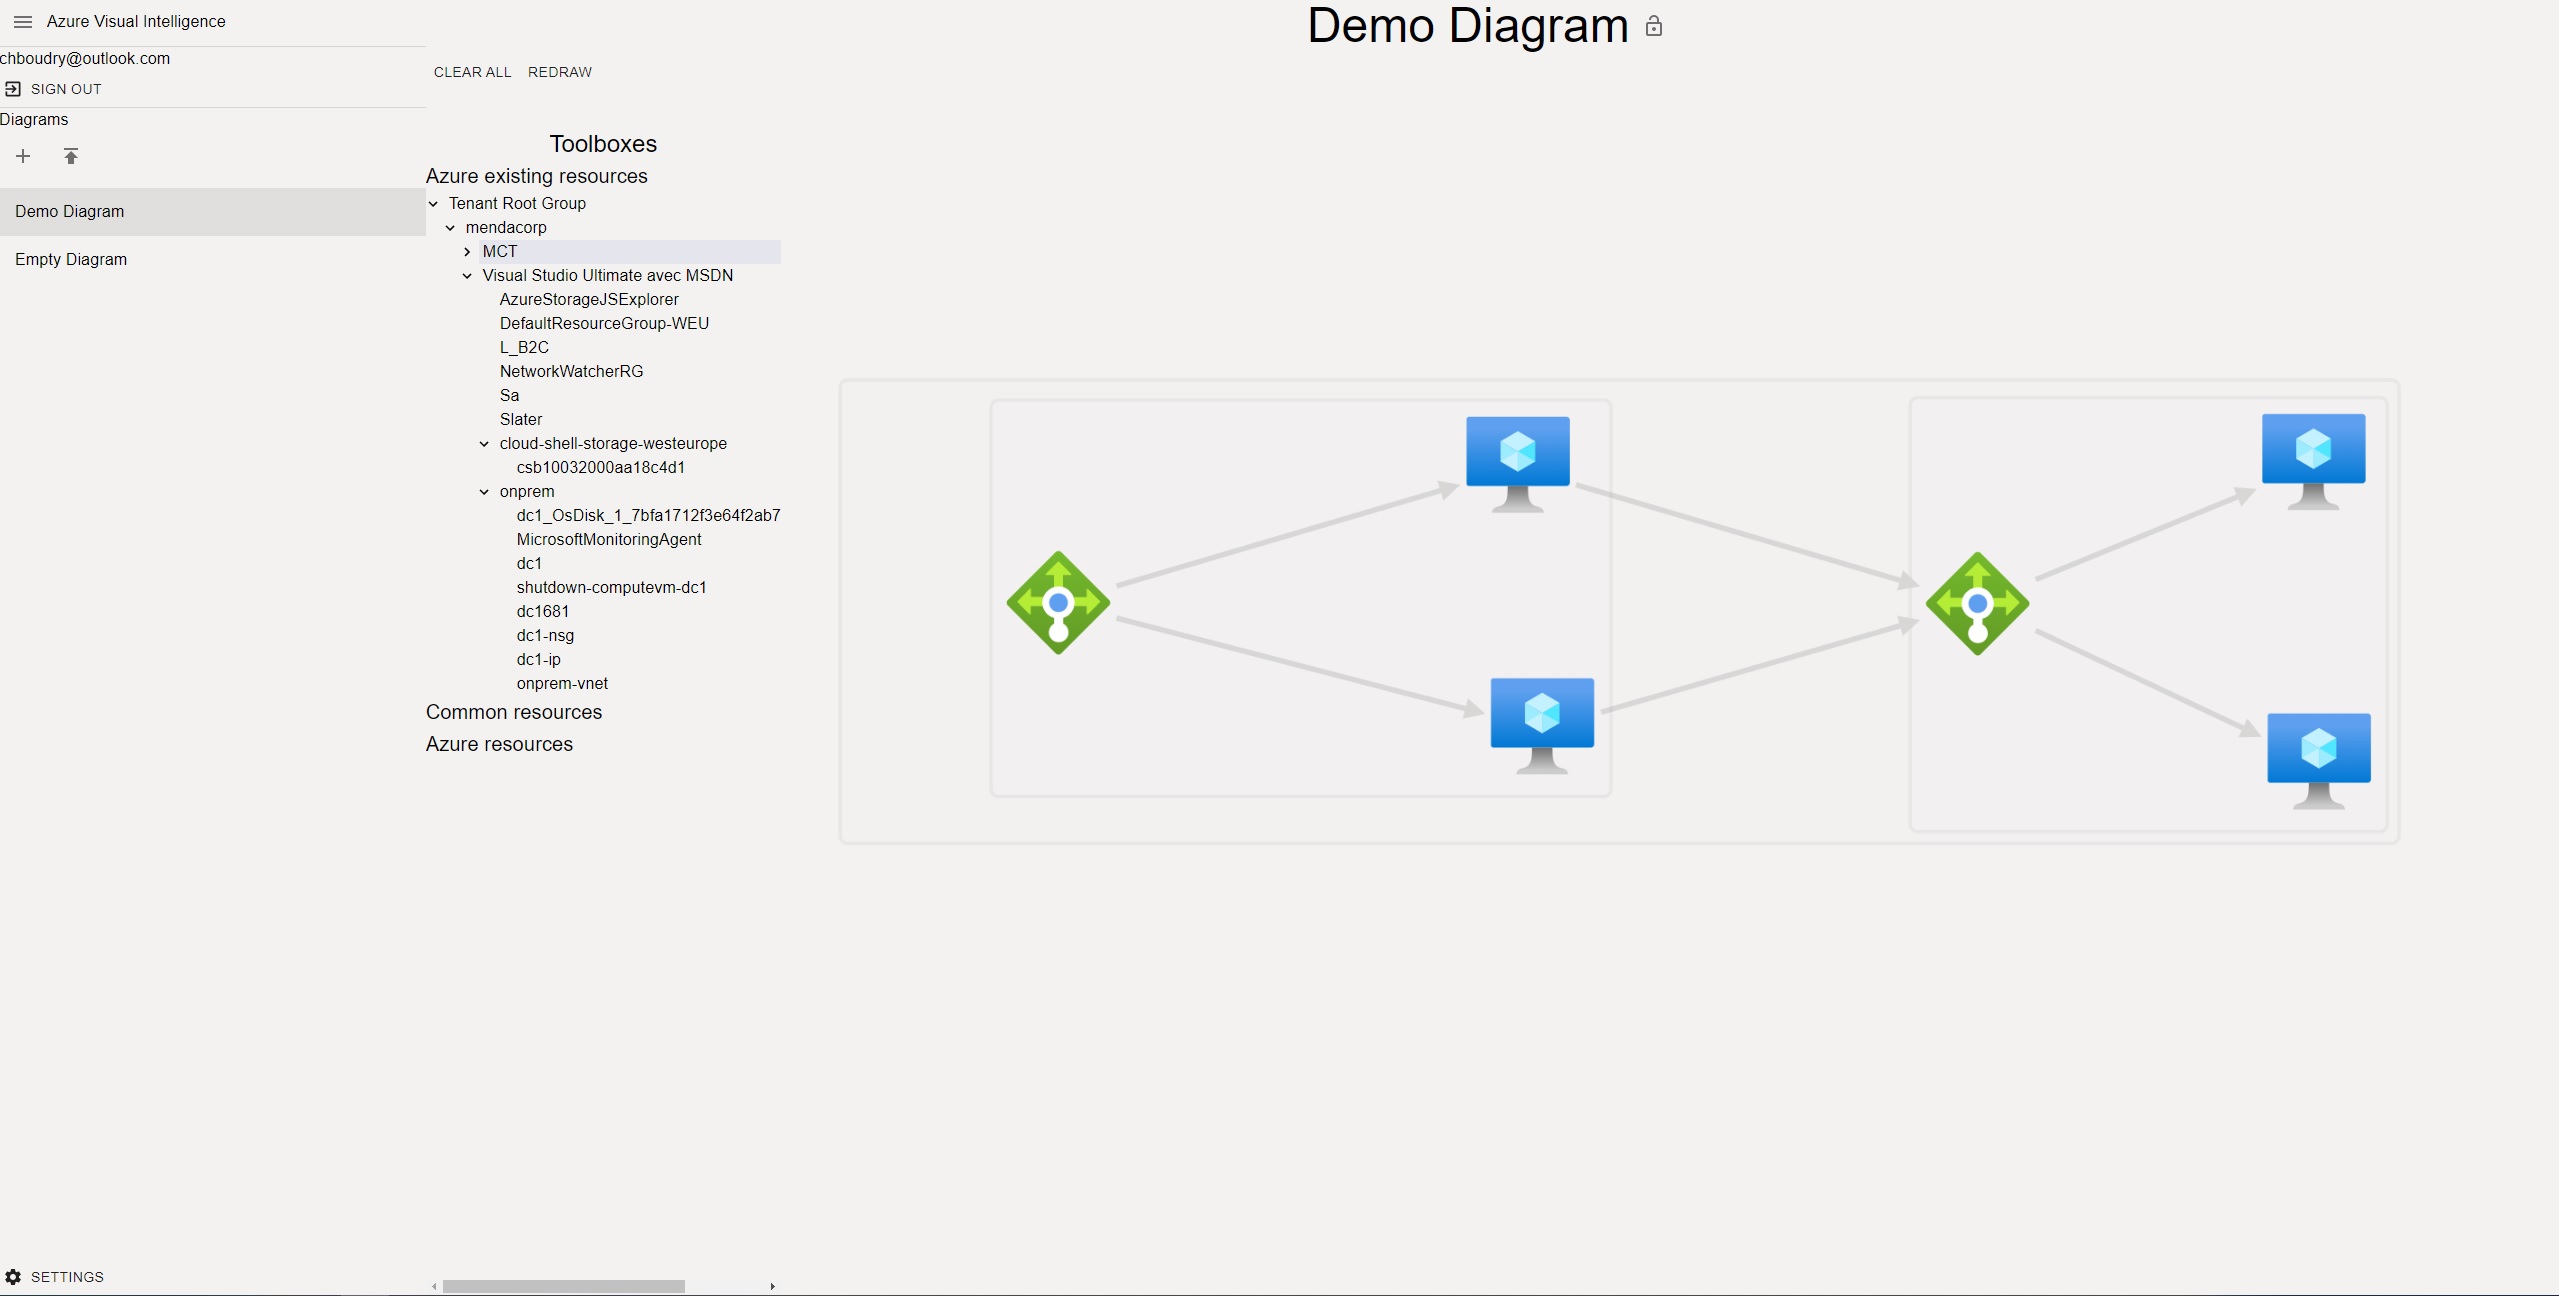 Azure Visual Intelligence
chboudry@outlook.com
SIGN OUT
Diagrams
Demo Diagram
Empty Diagram
SETTINGS
Demo Diagram
CLEAR ALL REDRAW
Toolboxes
Azure existing resources
Tenant Root Group
mendacorp
MCT
Visual Studio Ultimate avec MSDN
AzureStorageJSExplorer
DefaultResourceGroup-WEU
L_B2C
NetworkWatcherRG
Sa
Slater
cloud-shell-storage-westeurope
csb10032000aa18c4d1
onprem
dc1_OsDisk_1_7bfa1712f3e64f2ab7
MicrosoftMonitoringAgent
dc1
shutdown-computevm-dc1
dc1681
dc1-nsg
dc1-ip
onprem-vnet
Common resources
Azure resources